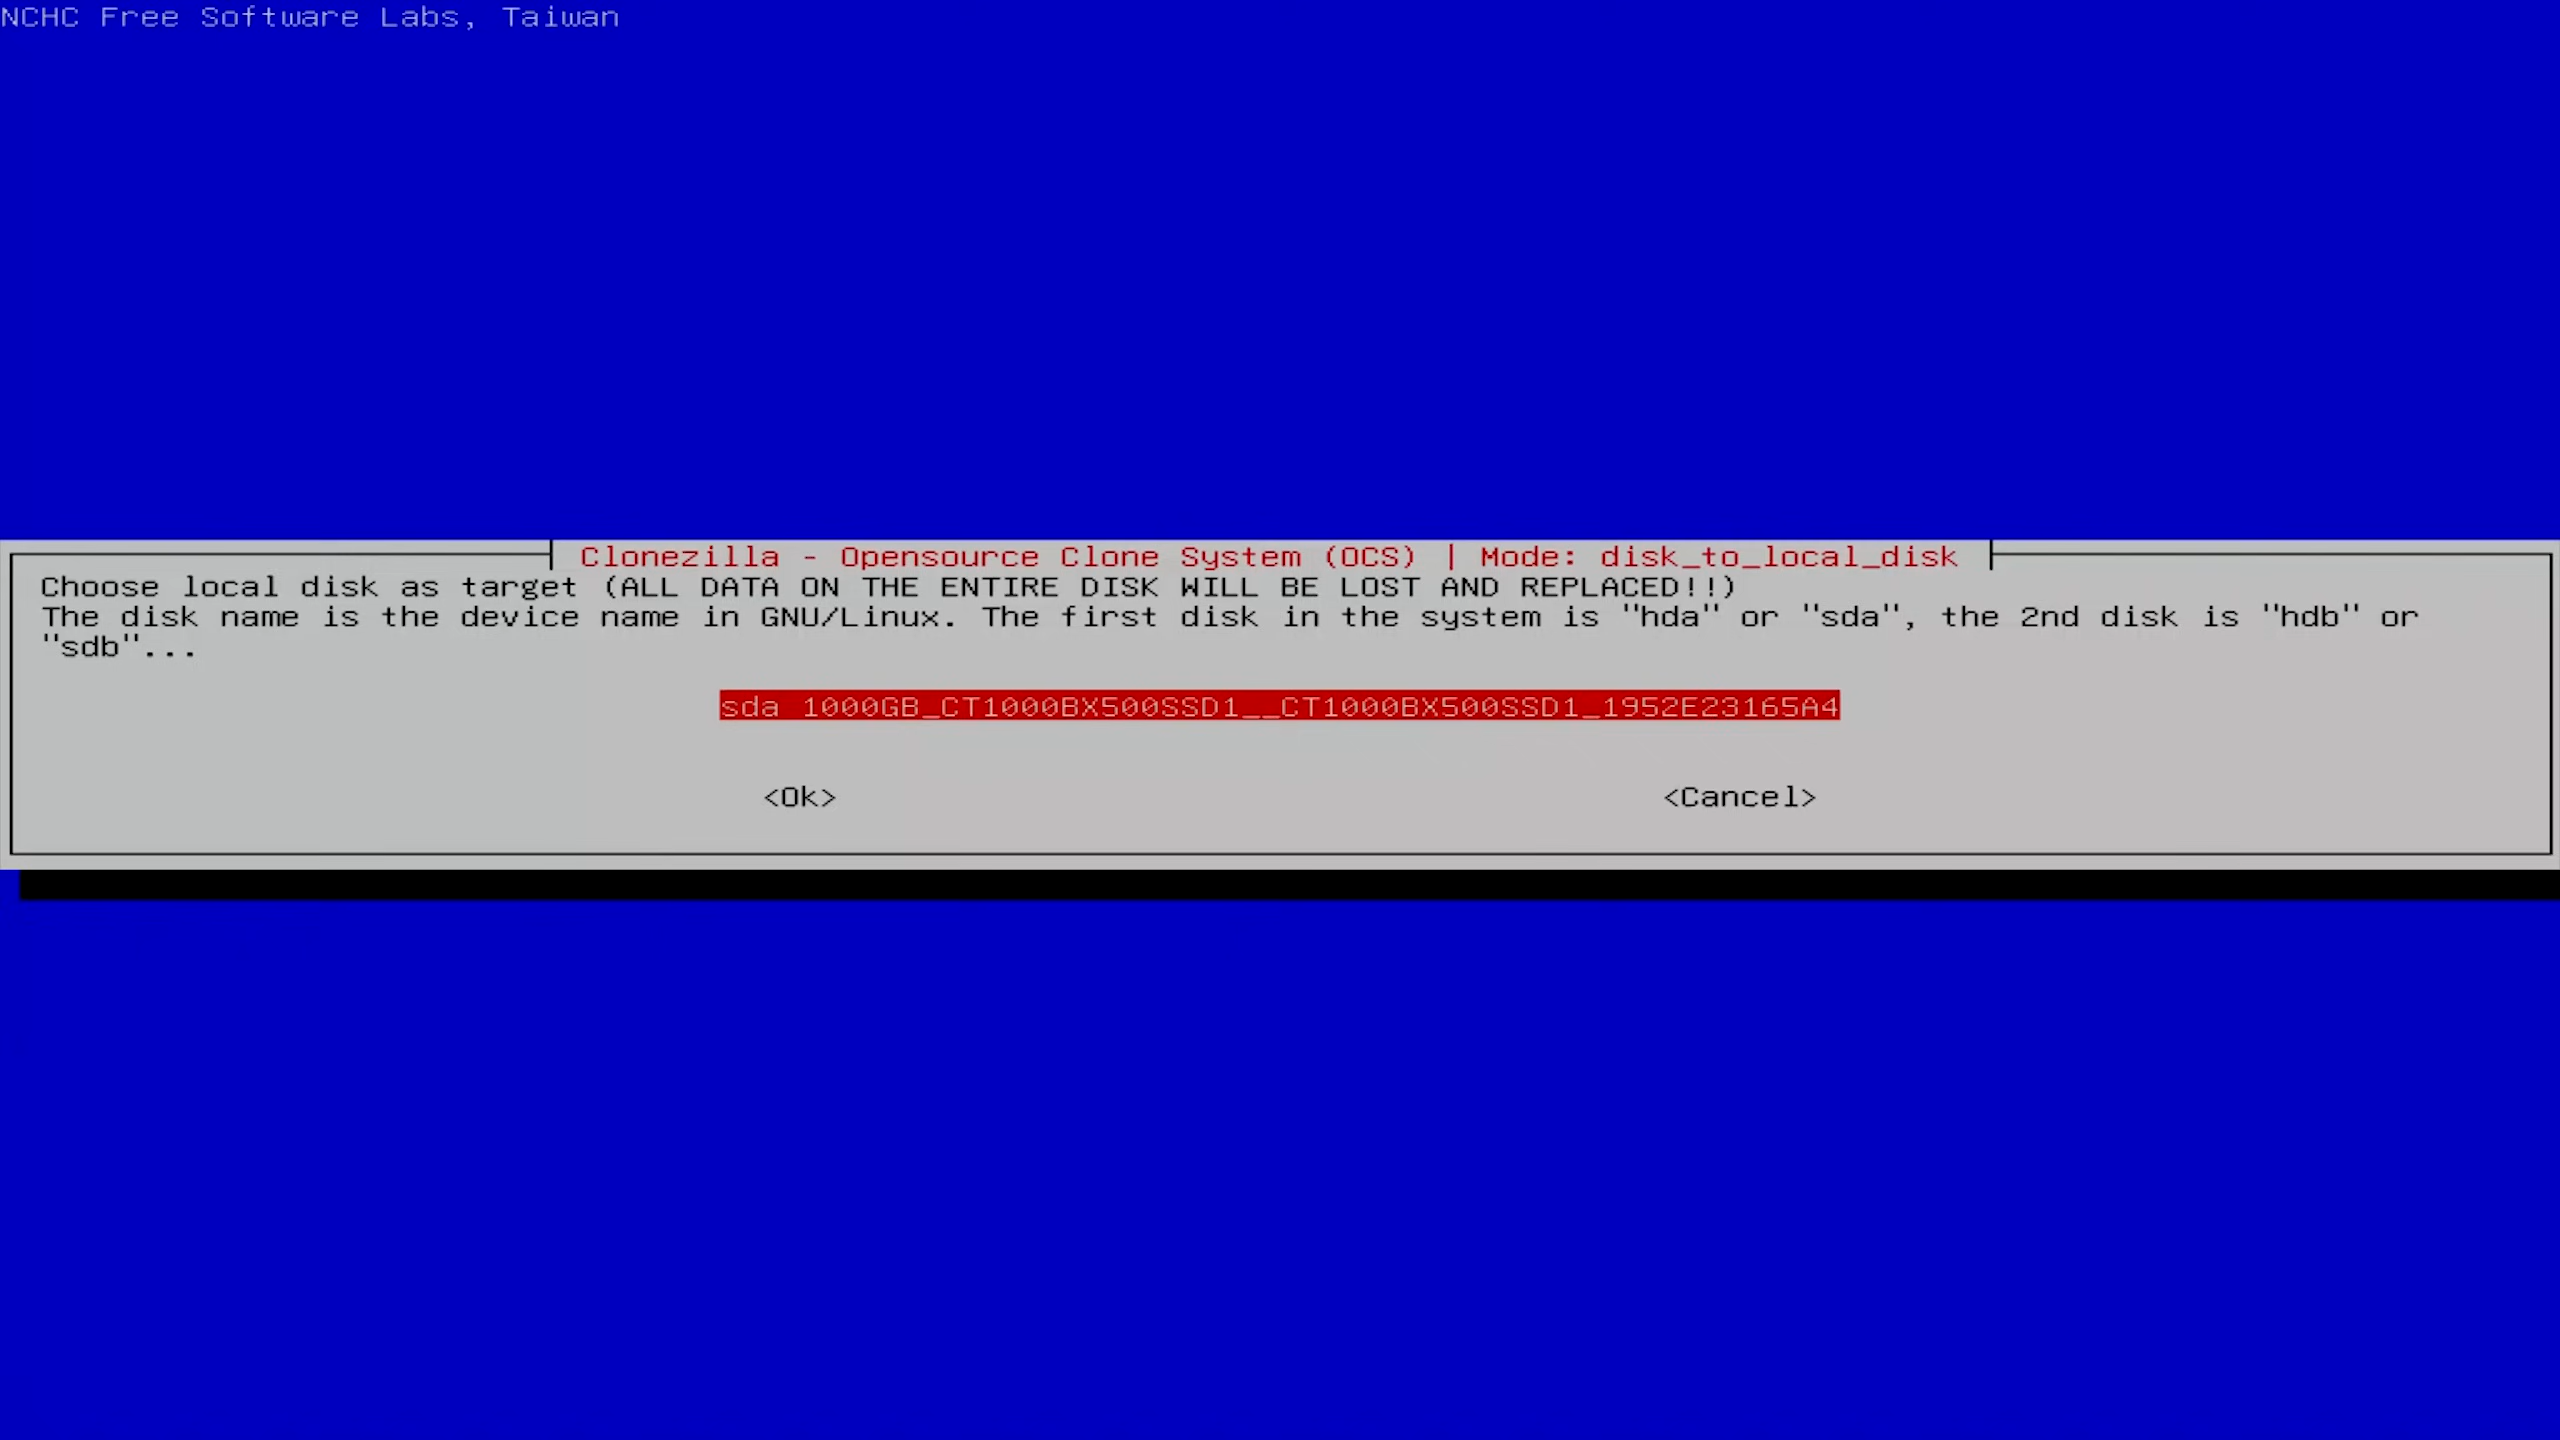 NCHC Free Software Labs, Taiwan
Clonezilla - Opensource Clone System (OCS) | Mode: disk_to_local_disk
Choose local disk as target (ALL DATA ON THE ENTIRE DISK WILL BE LOST AND REPLACED!!)
The disk name is the device name in GNU/Linux. The first disk in the system is "hda" or "sda", the 2nd disk is "hdb" or
"sdb"...
sda 1000GB_CT1000BX500SSD1__CT1000BX500SSD1_1952E23165A4
<Ok> <Cancel>